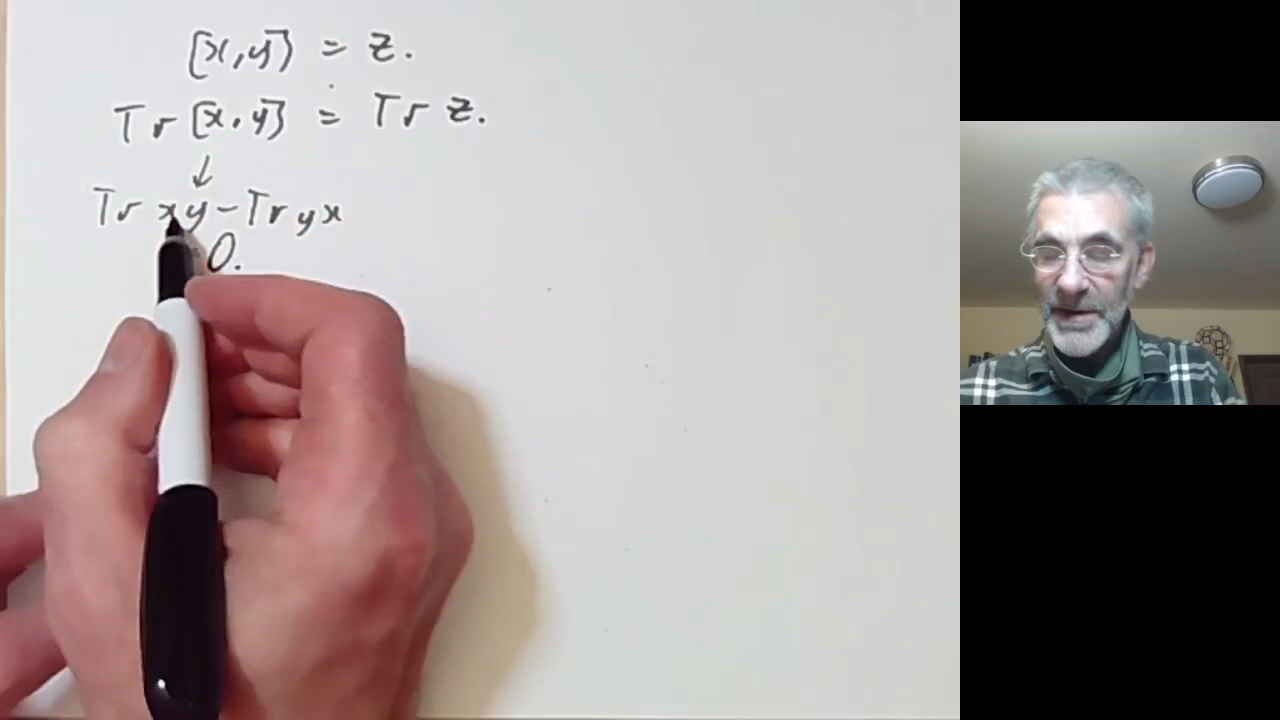 [x,y] = z.
Tr [x,y] = Tr z.
↓
Tr xy - Tr yx
= 0.